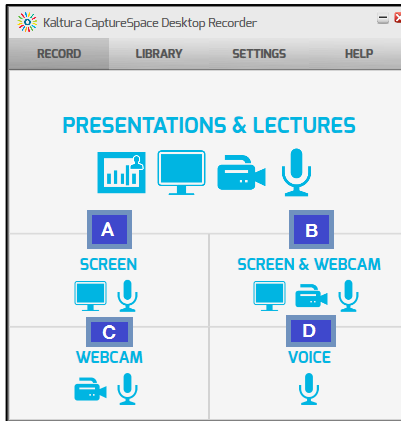 Kaltura CaptureSpace Desktop Recorder
RECORD LIBRARY SETTINGS HELP
PRESENTATIONS & LECTURES
A B
SCREEN SCREEN & WEBCAM
C D
WEBCAM VOICE